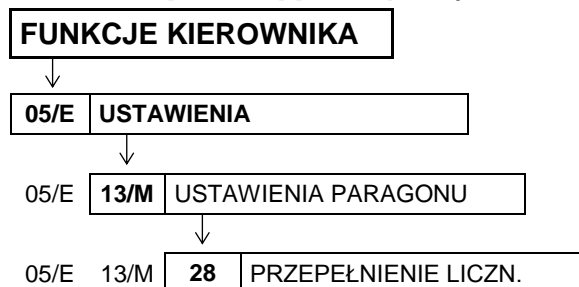 FUNKCJE KIEROWNIKA
05/E USTAWIENIA
05/E 13/M USTAWIENIA PARAGONU
05/E 13/M 28 PRZEPEŁNIENIE LICZN.